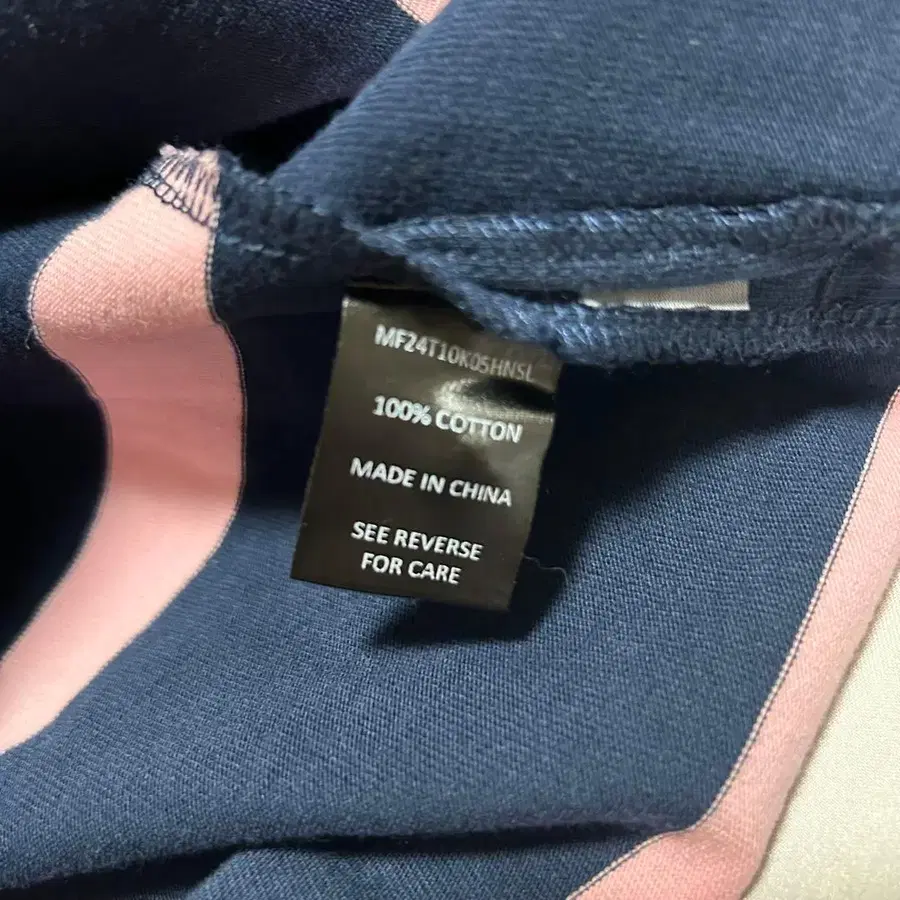 MF24T10K05HNSL
100% COTTON
MADE IN CHINA
SEE REVERSE
FOR CARE